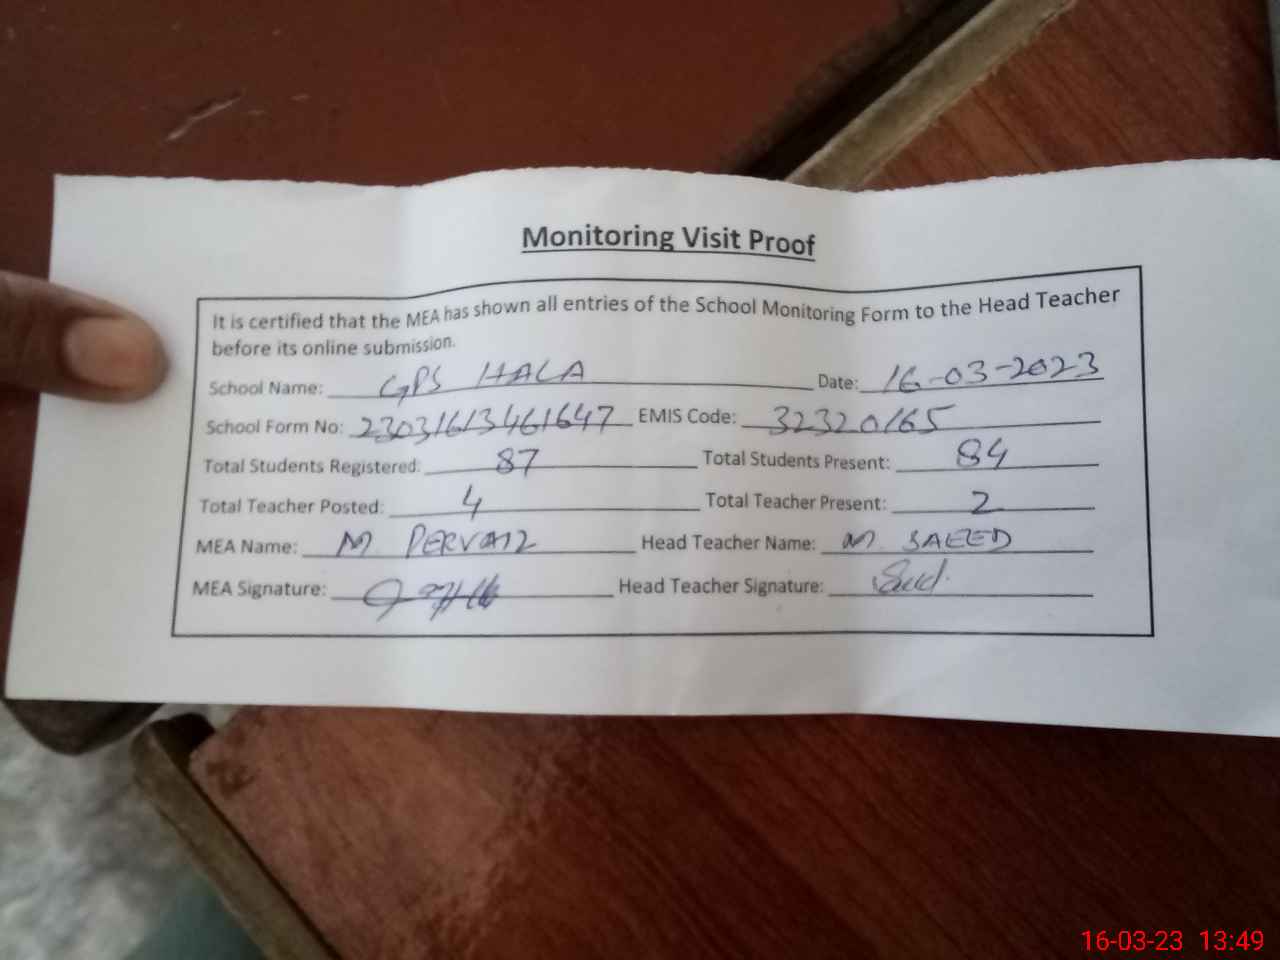 Monitoring Visit Proof
It is certified that the MEA has shown all entries of the School Monitoring Form to the Head Teacher
before its online submission.
School Name: GPS HALA Date: 16-03-2023
School Form No: 23031613461647 EMIS Code: 32320165
Total Students Registered: 87 Total Students Present: 84
Total Teacher Posted: 4 Total Teacher Present: 2
MEA Name: M PERVAIZ Head Teacher Name: M. SAEED
MEA Signature: Head Teacher Signature:
16-03-23 13:49